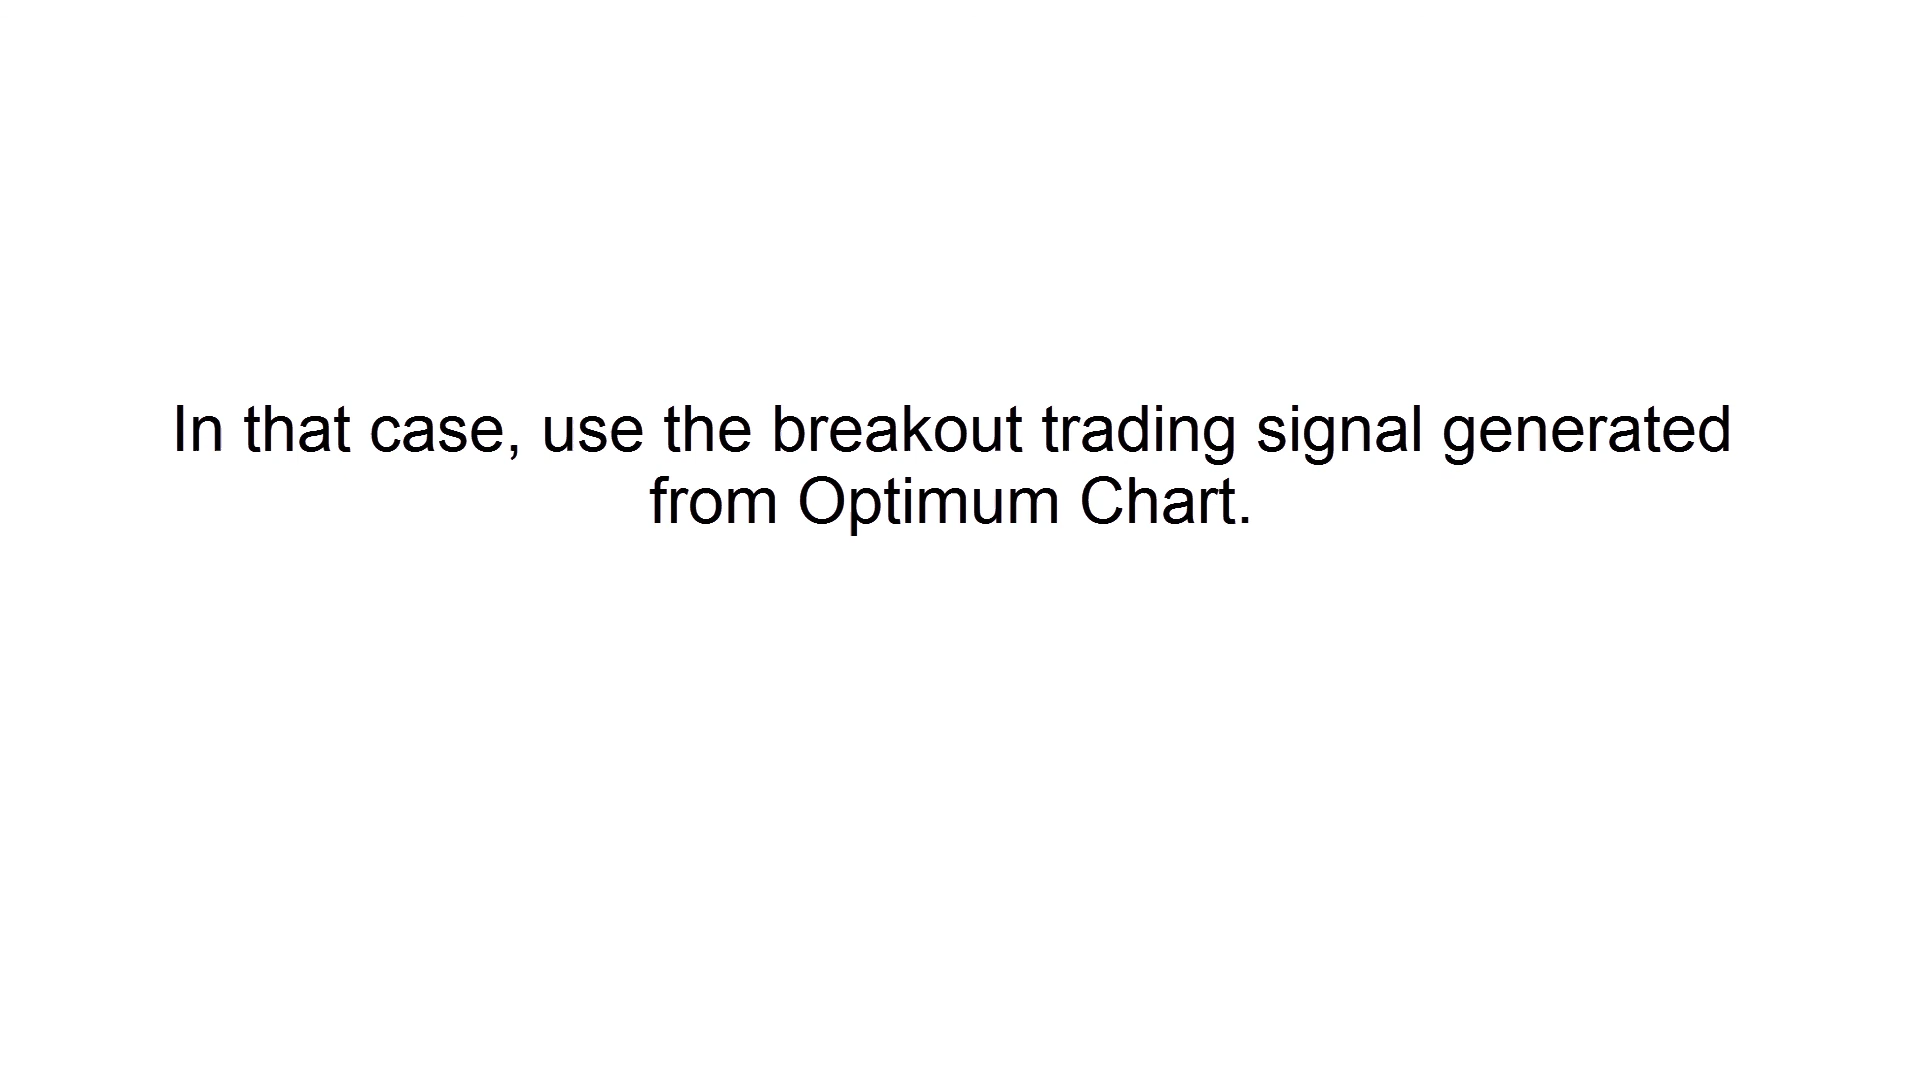 In that case, use the breakout trading signal generated
from Optimum Chart.